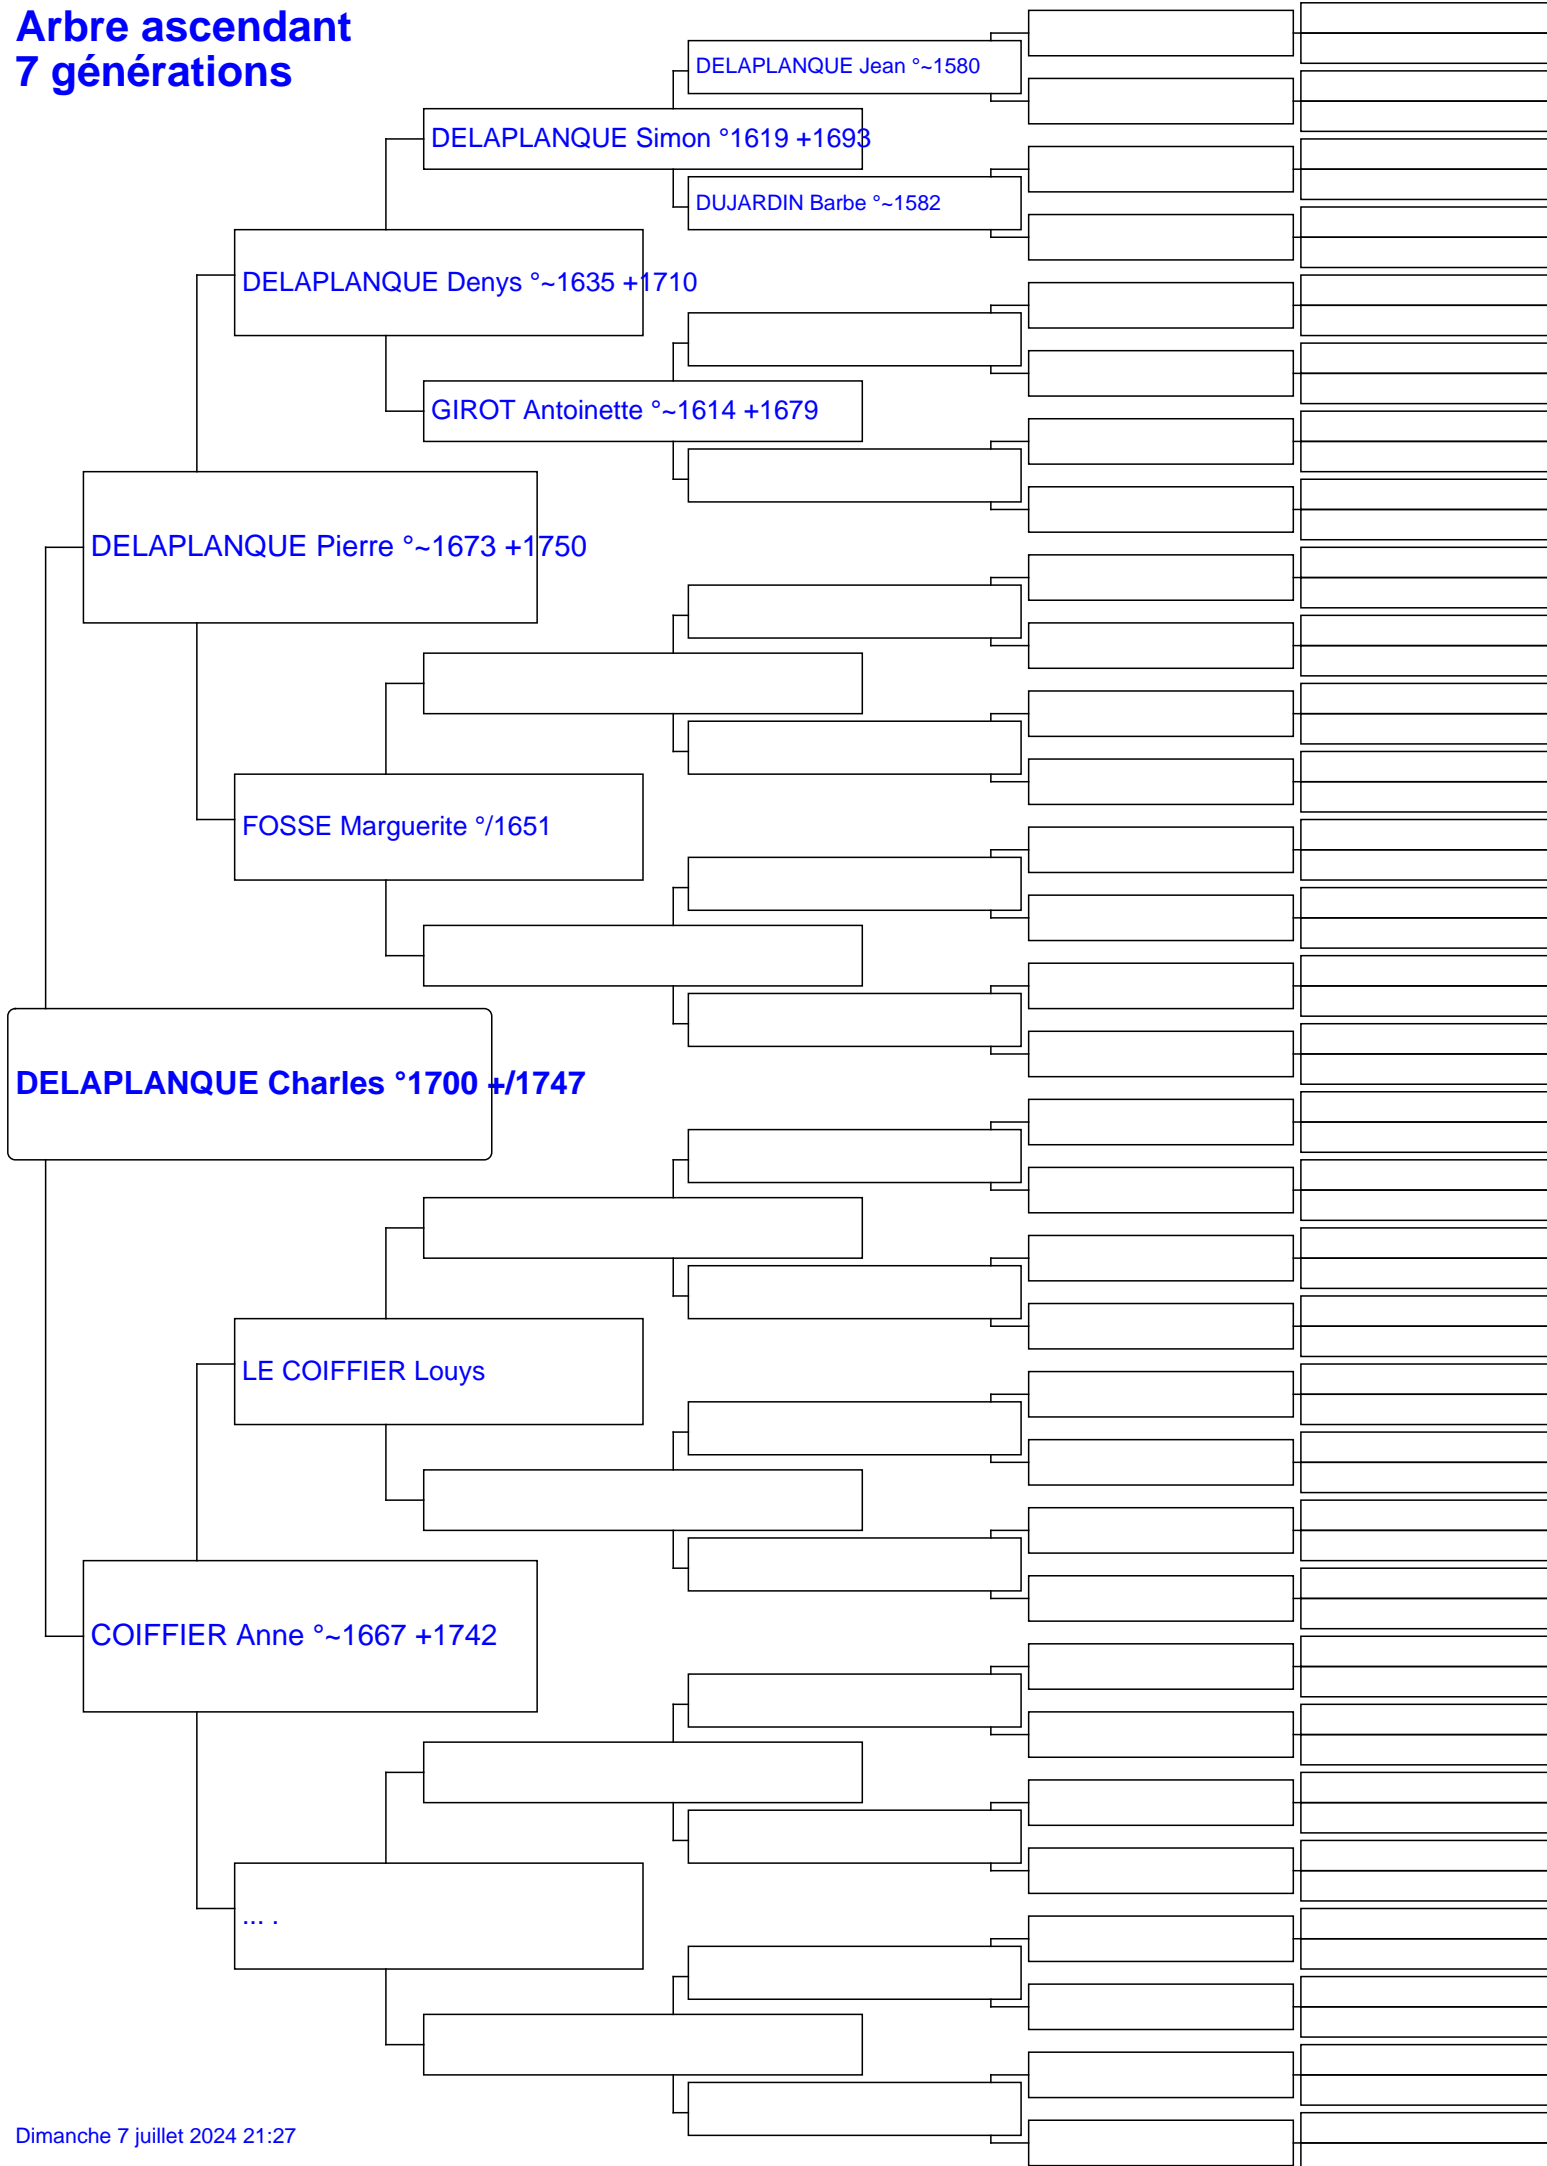 Arbre ascendant
7 générations
DELAPLANQUE Jean °~1580
DELAPLANQUE Simon °1619 +1693
DUJARDIN Barbe °~1582
DELAPLANQUE Denys °~1635 +1710
GIROT Antoinette °~1614 +1679
DELAPLANQUE Pierre °~1673 +1750
FOSSE Marguerite °/1651
DELAPLANQUE Charles °1700 +/1747
LE COIFFIER Louys
COIFFIER Anne °~1667 +1742
... .
Dimanche 7 juillet 2024 21:27